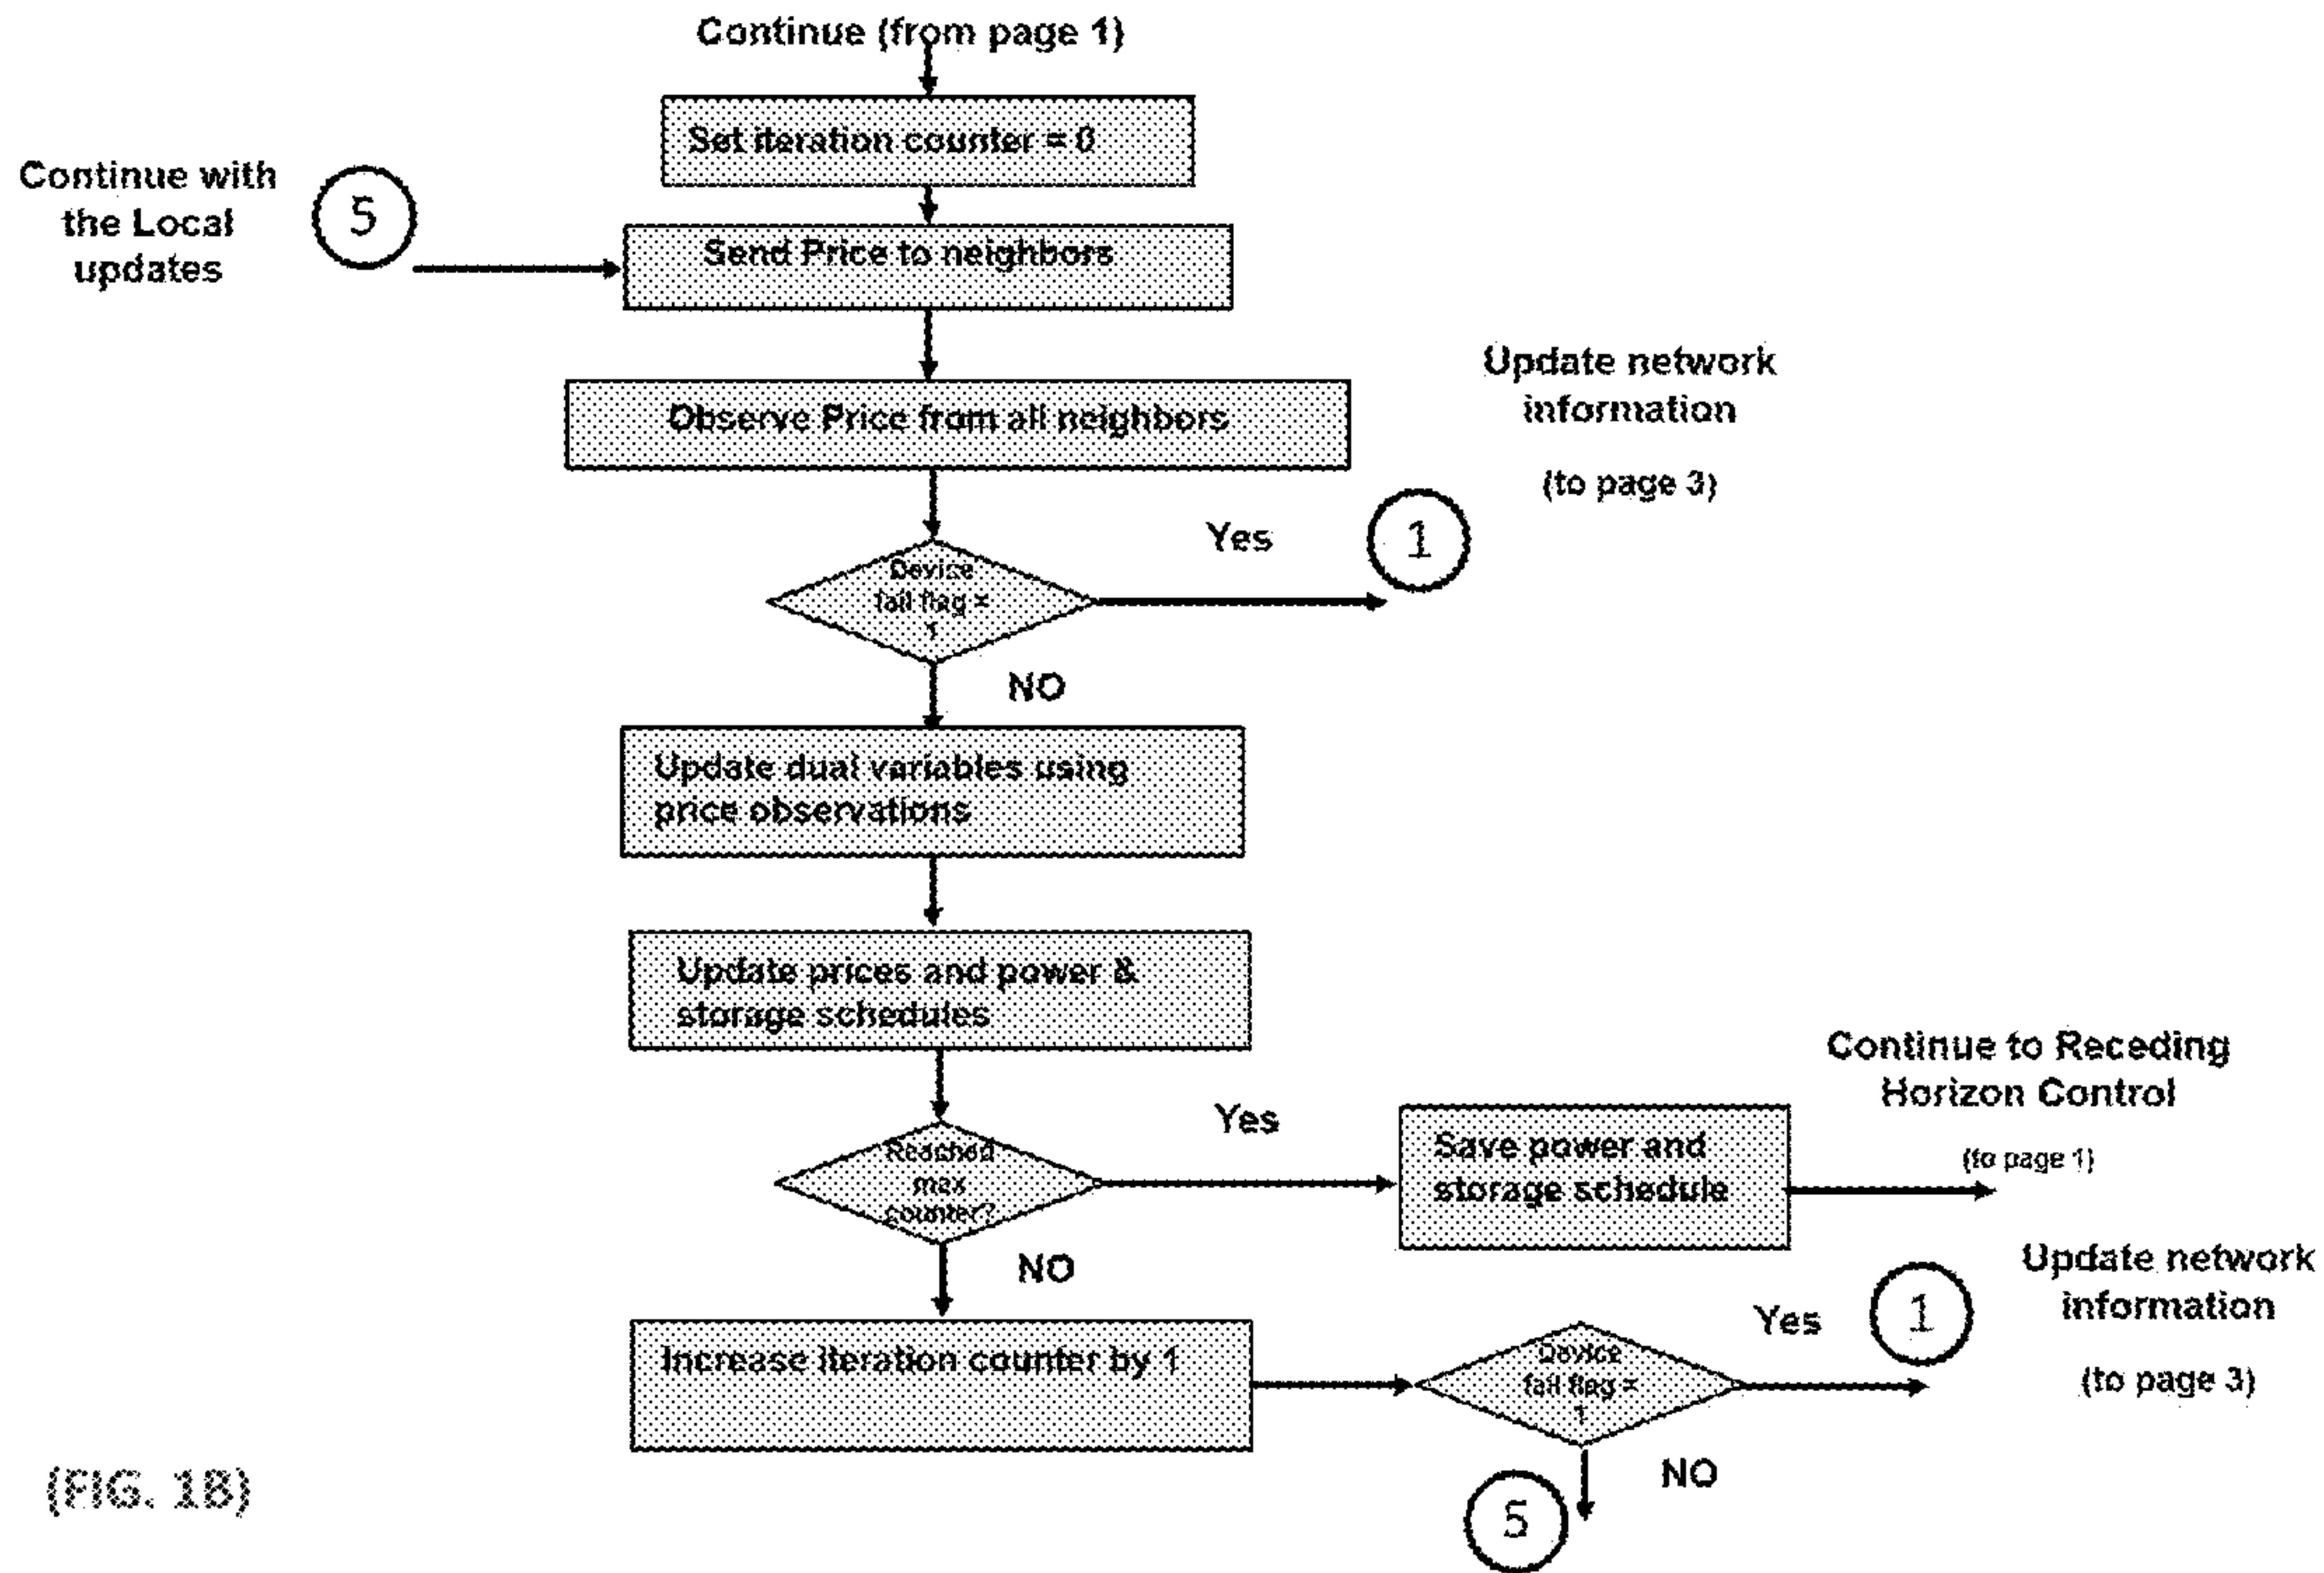 Continue (from page 1)
Set iteration counter = 0
Continue with
the Local
updates
5
Send Price to neighbors
Observe Price from all neighbors
Update network
information
(to page 3)
1
Yes
Device
fail flag =
1
NO
Update dual variables using
price observations
Update prices and power &
storage schedules
Reached
max
counter?
Yes
Save power and
storage schedule
Continue to Receding
Horizon Control
(to page 1)
NO
Increase iteration counter by 1
Device
fail flag =
1
Yes
1
Update network
information
(to page 3)
NO
5
(FIG. 1B)